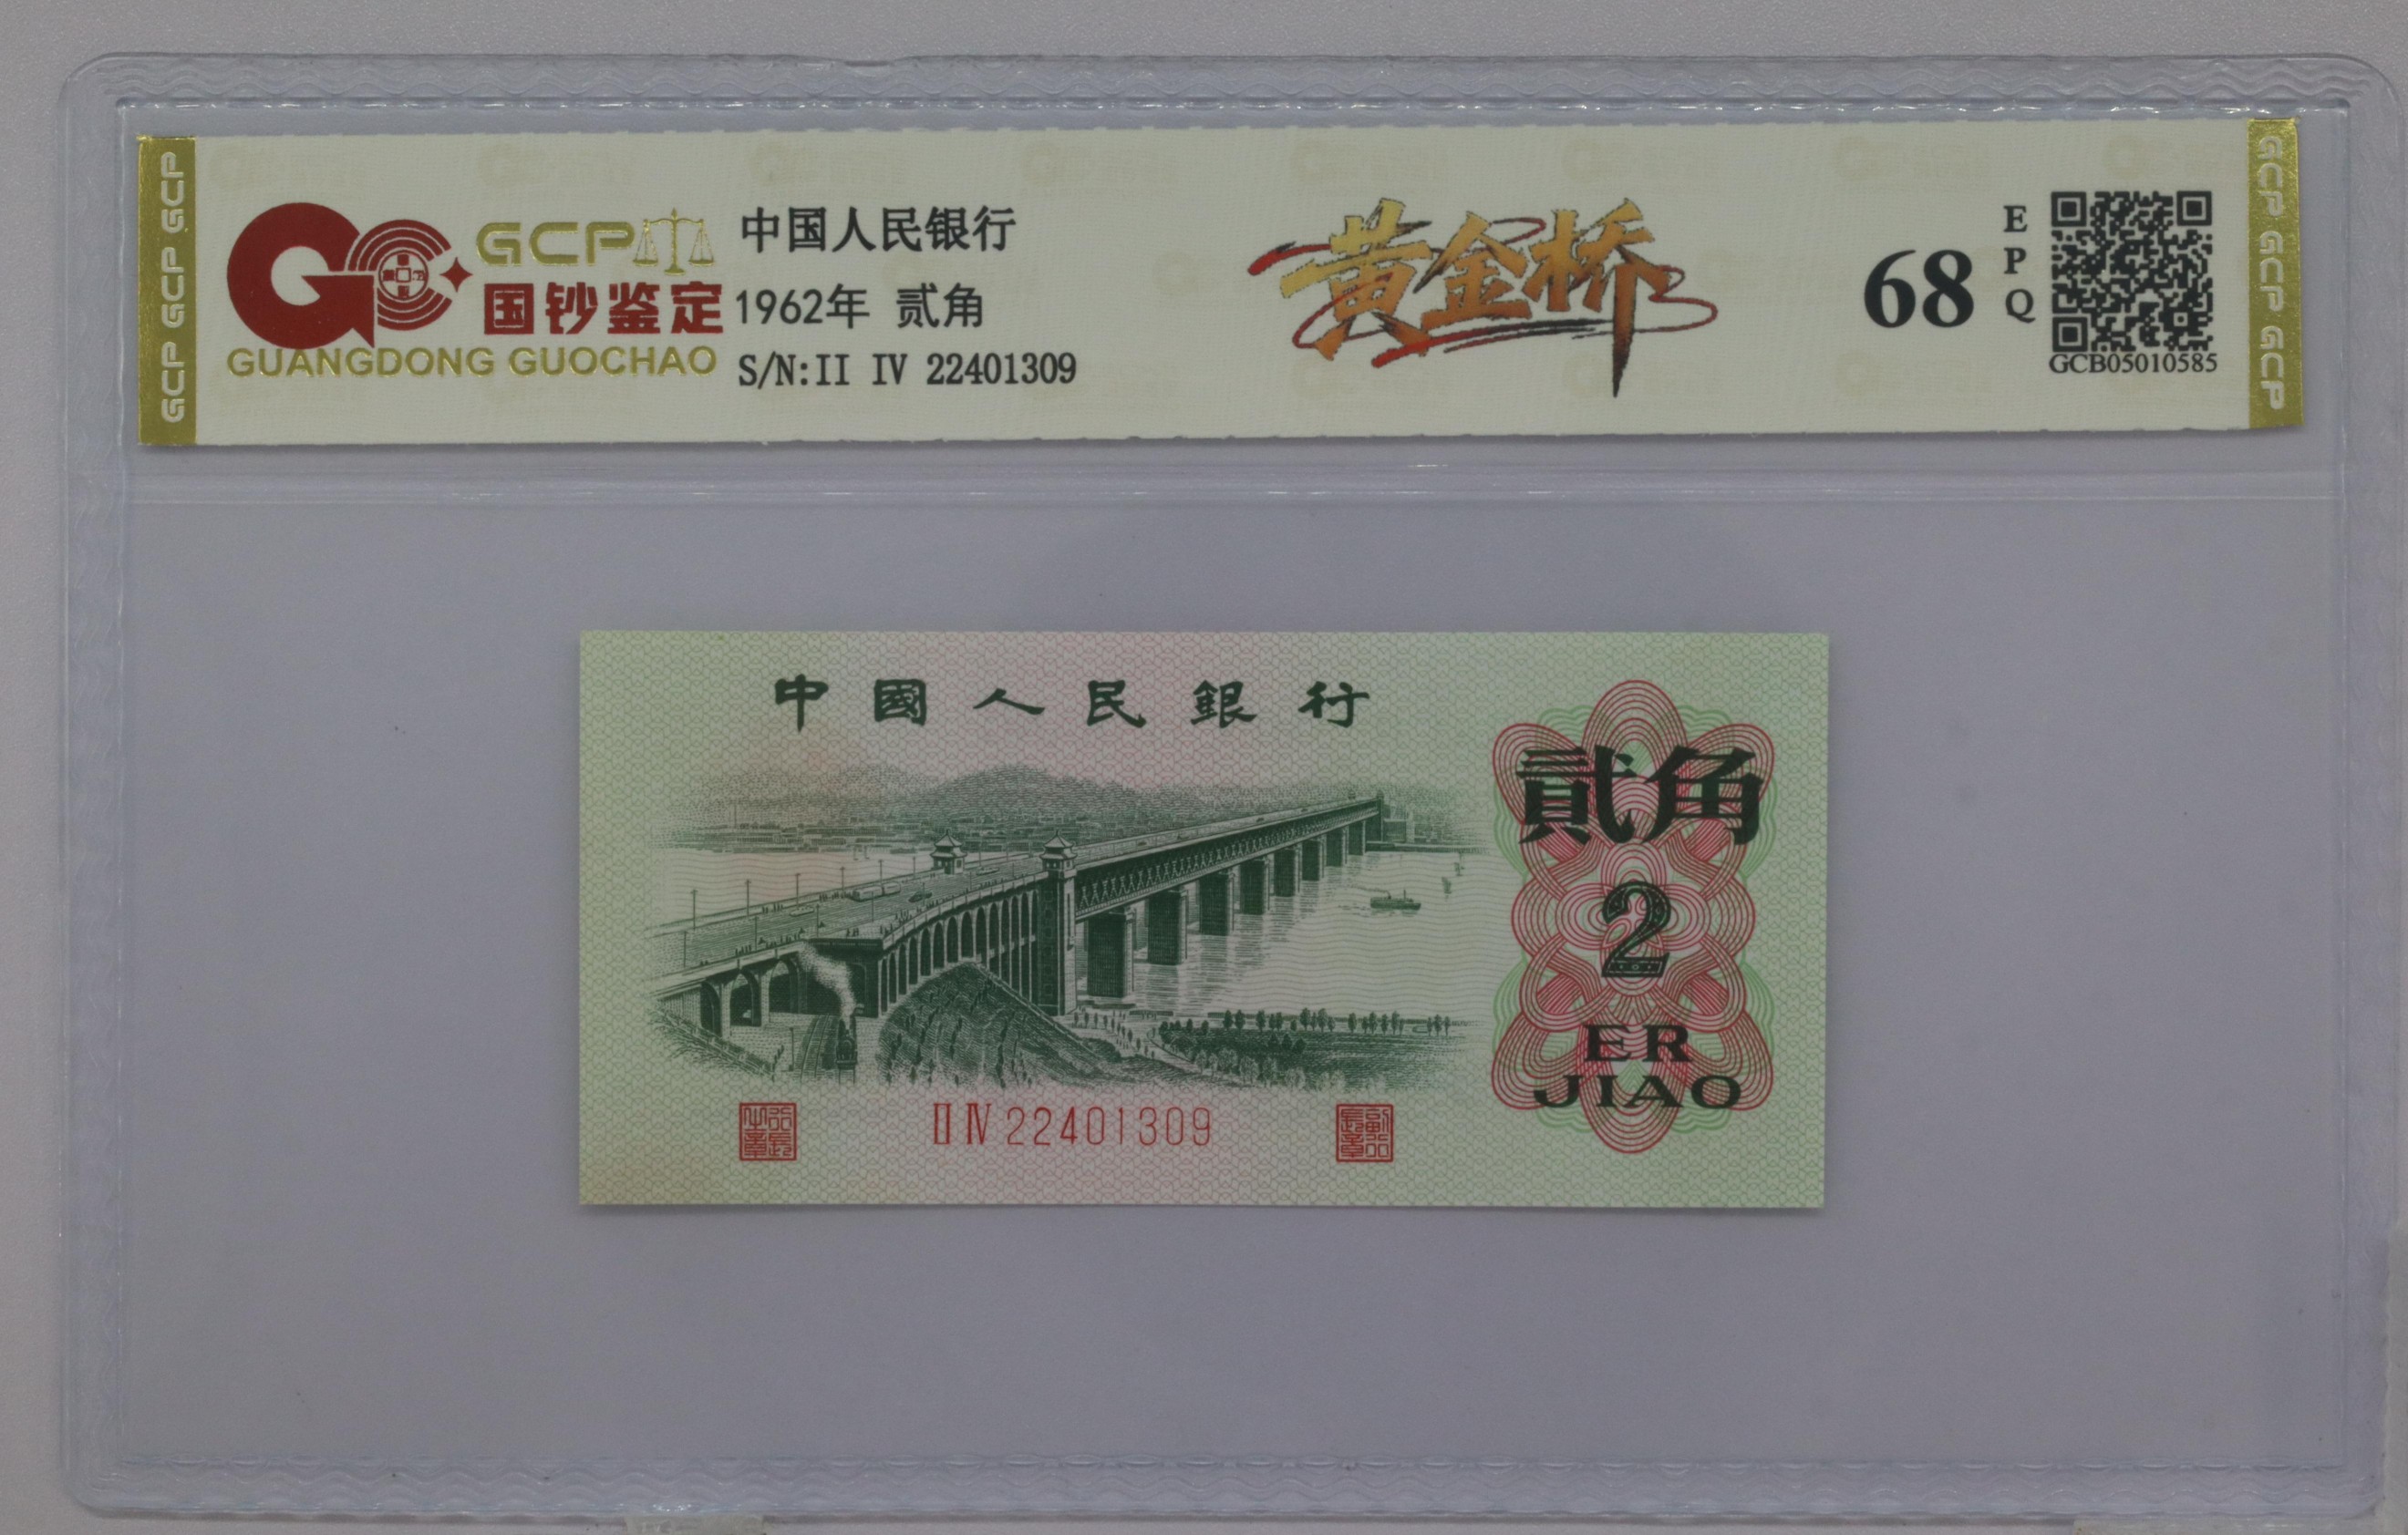 GCP GCP GCP
GCP
国钞鉴定
GUANGDONG GUOCHAO
中国人民银行
1962年 贰角
S/N:II IV 22401309
黄金桥
68
EPQ
GCB05010585
GCP GCP GCP
中國人民銀行
貳角
2
ER
JIAO
II IV 22401309